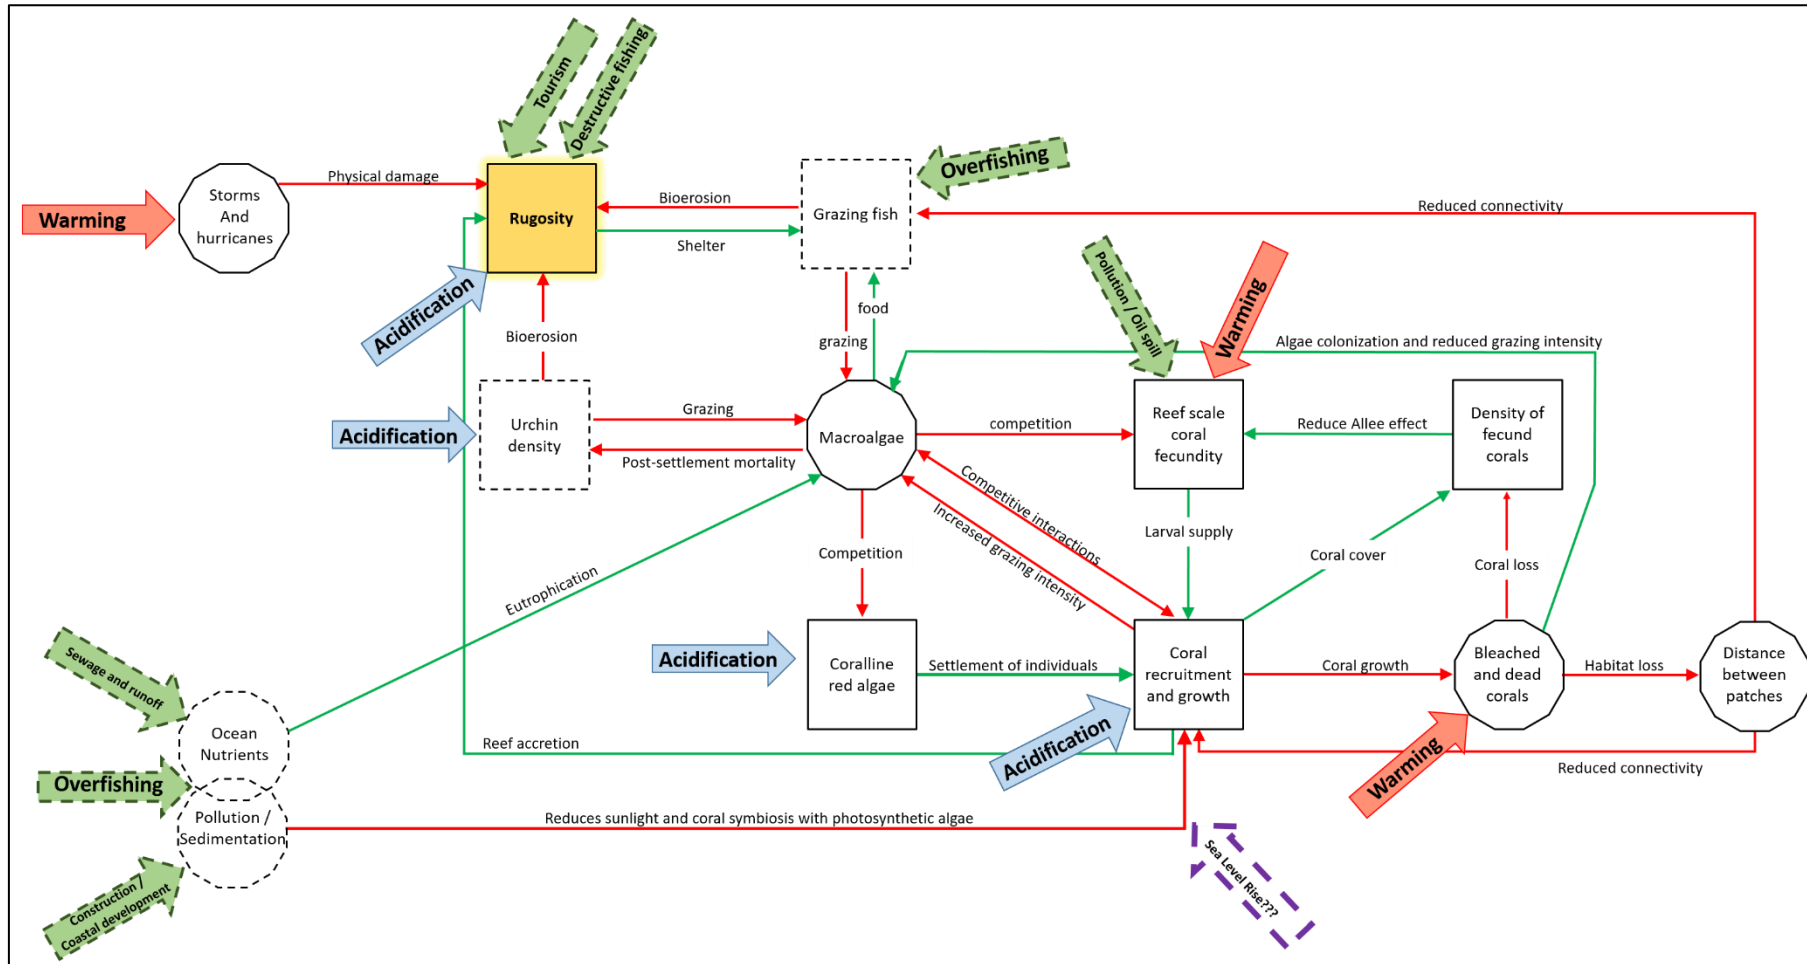 Tourism
Destructive fishing
Overfishing
Warming
Storms
And
hurricanes
Physical damage
Rugosity
Bioerosion
Shelter
Grazing fish
Reduced connectivity
Acidification
Bioerosion
grazing
food
Pollution / Oil spill
Warming
Algae colonization and reduced grazing intensity
Acidification
Urchin
density
Grazing
Post-settlement mortality
Macroalgae
competition
Reef scale
coral
fecundity
Reduce Allee effect
Density of
fecund
corals
Competitive interactions
Increased grazing intensity
Larval supply
Coral cover
Coral loss
Competition
Eutrophication
Acidification
Coralline
red algae
Settlement of individuals
Coral
recruitment
and growth
Coral growth
Bleached
and dead
corals
Habitat loss
Distance
between
patches
Sewage and runoff
Ocean
Nutrients
Reef accretion
Acidification
Warming
Reduced connectivity
Overfishing
Pollution /
Sedimentation
Reduces sunlight and coral symbiosis with photosynthetic algae
Construction /
Coastal development
Sea Level Rise???